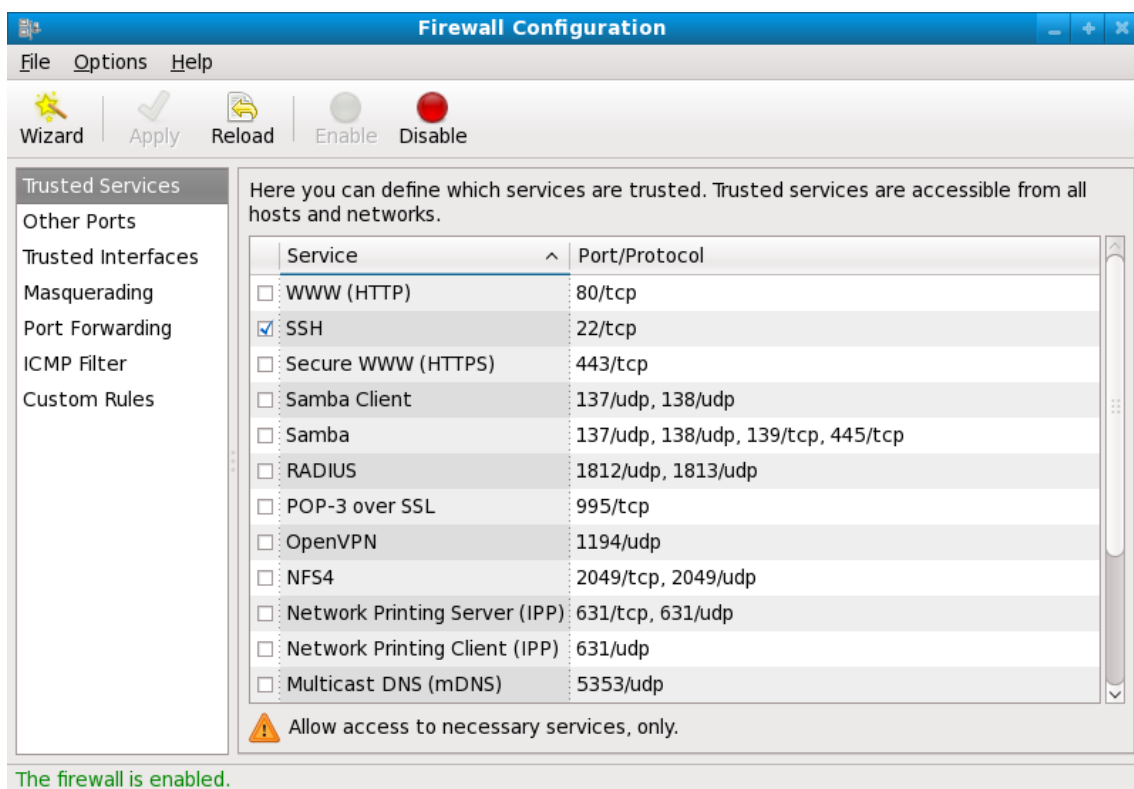 Firewall Configuration
File Options Help
Wizard Apply Reload Enable Disable
Trusted Services
Other Ports
Trusted Interfaces
Masquerading
Port Forwarding
ICMP Filter
Custom Rules
Here you can define which services are trusted. Trusted services are accessible from all
hosts and networks.
Service Port/Protocol
WWW (HTTP) 80/tcp
SSH 22/tcp
Secure WWW (HTTPS) 443/tcp
Samba Client 137/udp, 138/udp
Samba 137/udp, 138/udp, 139/tcp, 445/tcp
RADIUS 1812/udp, 1813/udp
POP-3 over SSL 995/tcp
OpenVPN 1194/udp
NFS4 2049/tcp, 2049/udp
Network Printing Server (IPP) 631/tcp, 631/udp
Network Printing Client (IPP) 631/udp
Multicast DNS (mDNS) 5353/udp
Allow access to necessary services, only.
The firewall is enabled.